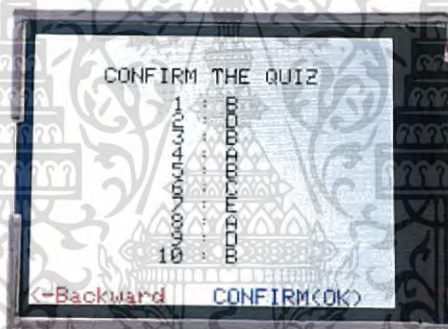 CONFIRM THE QUIZ
1 : B
2 : D
3 : B
4 : A
5 : B
6 : C
7 : E
8 : A
9 : D
10 : B
<-Backward CONFIRM(OK)